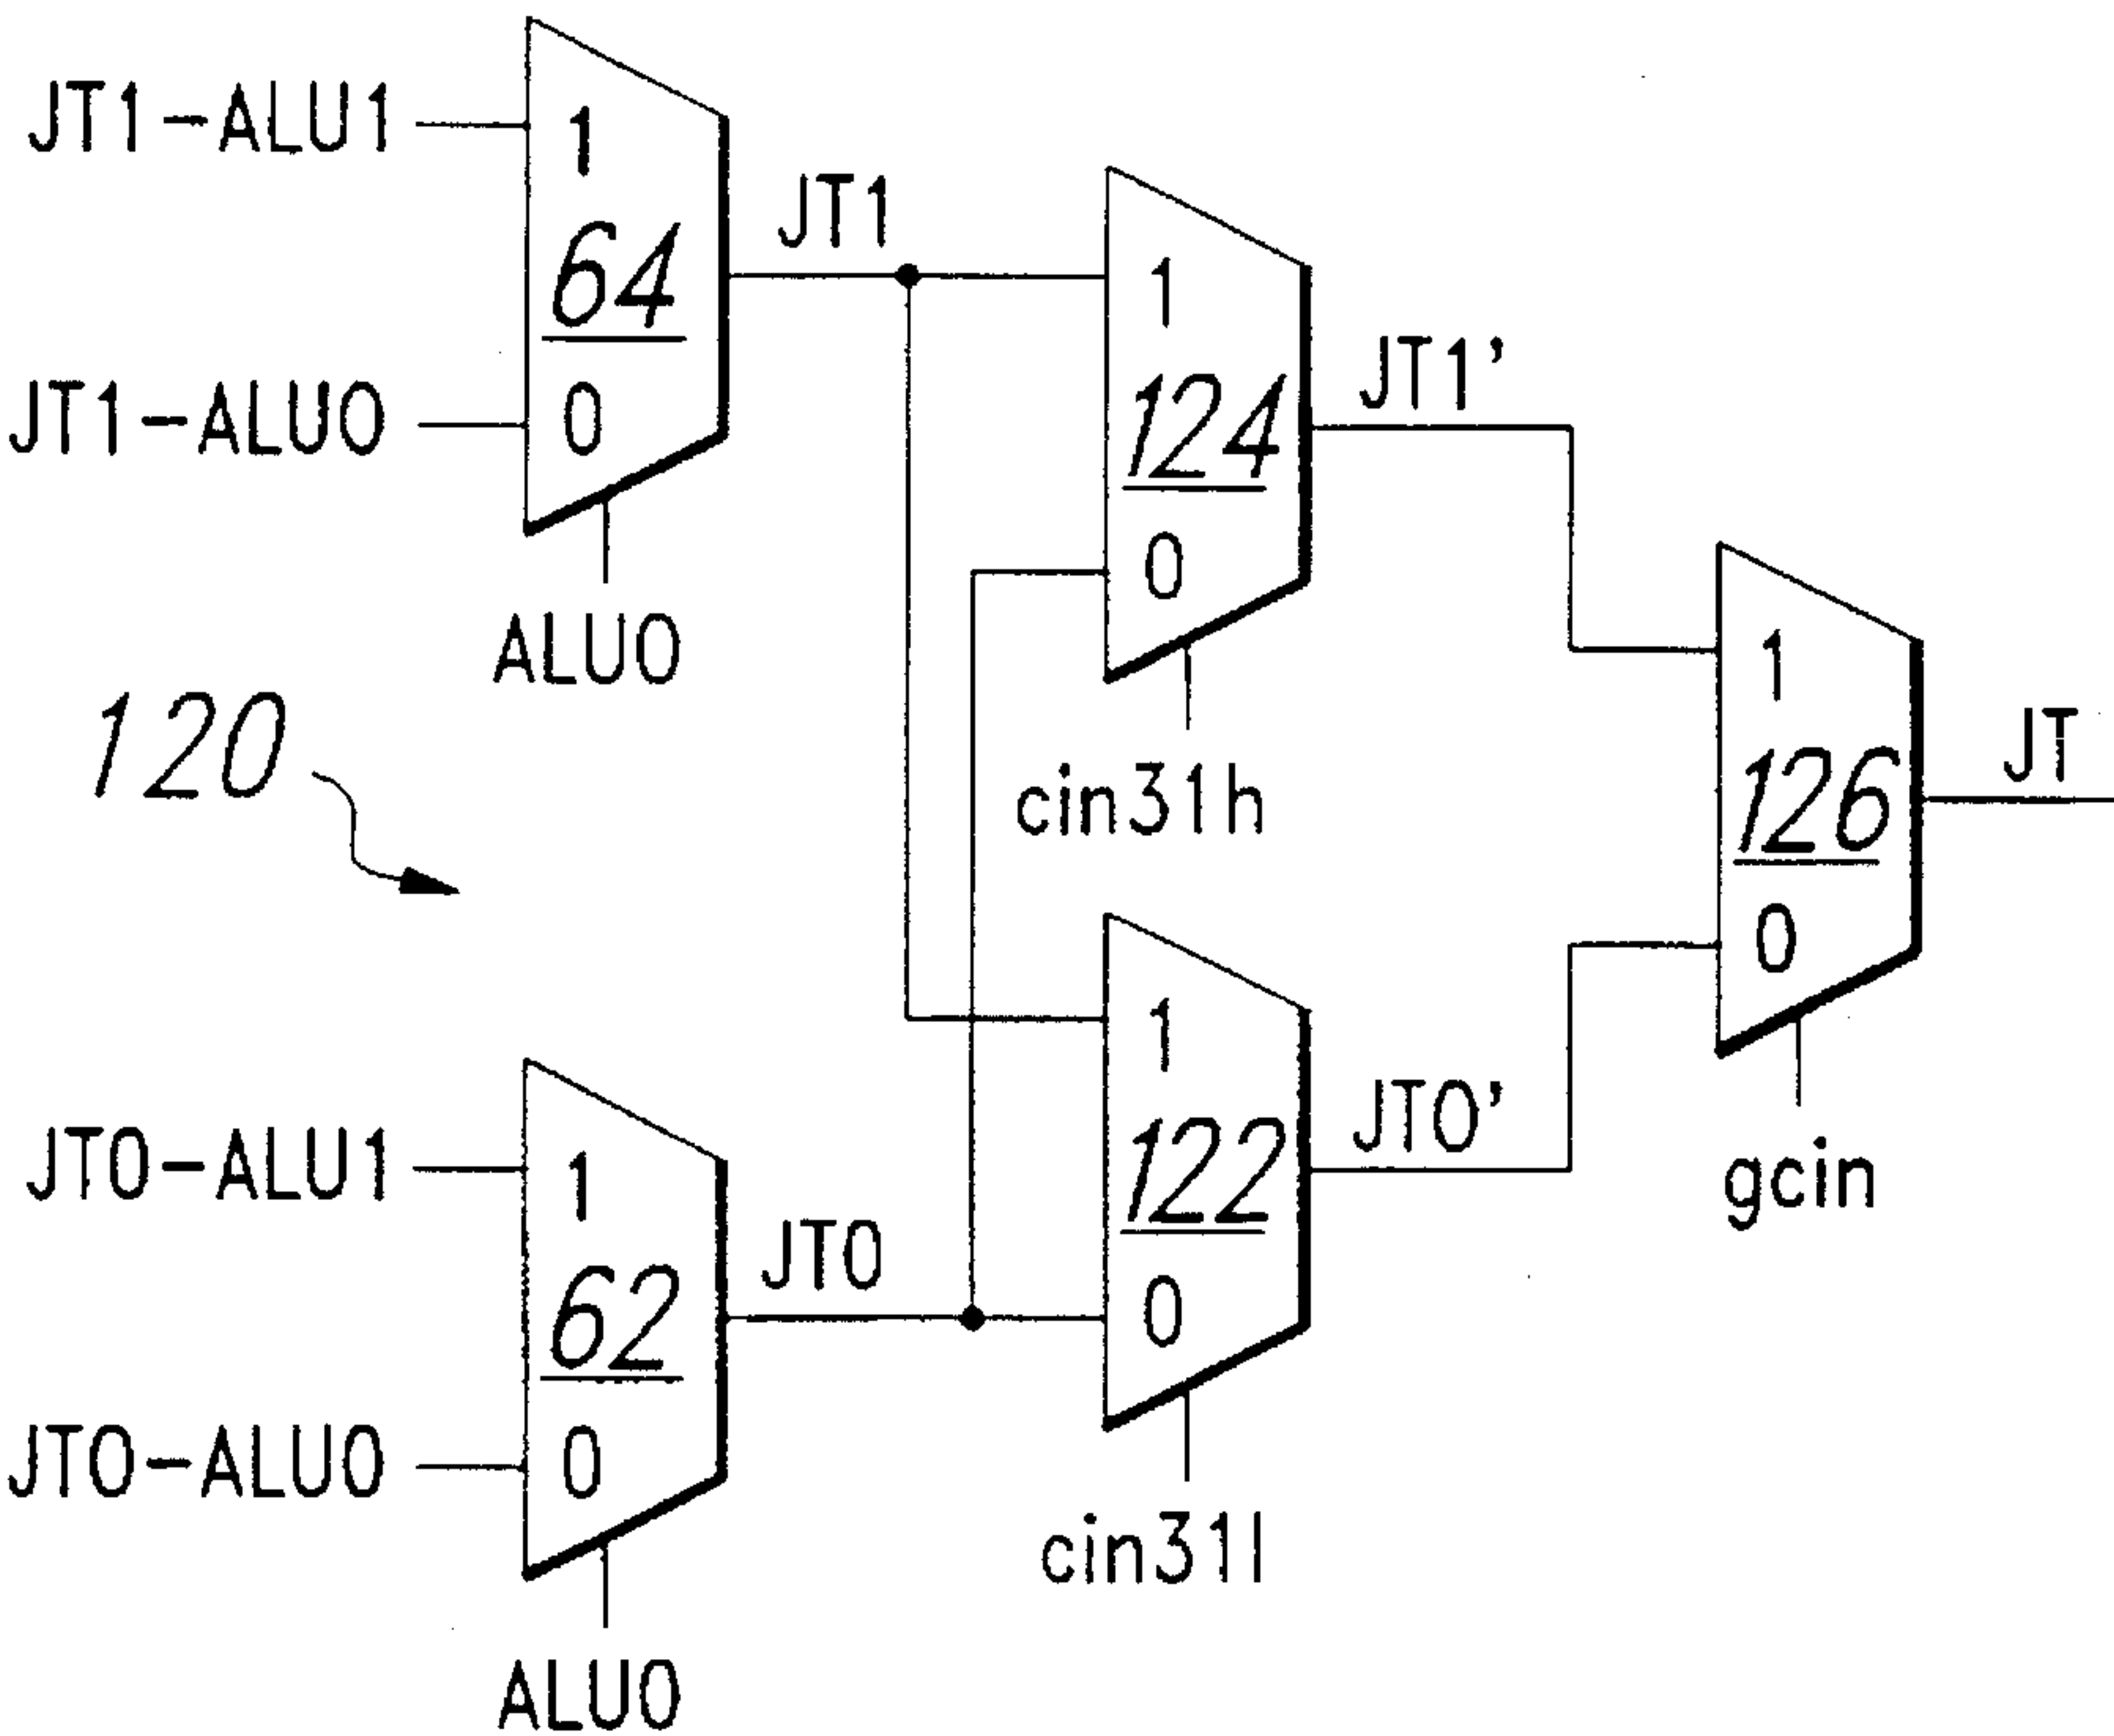 JT1-ALU1
1
64
JT1
JT1-ALU0
0
ALU0
1
124
JT1'
0
cin31h
120
1
126
JT
0
gcin
JT0-ALU1
1
62
JT0
JT0-ALU0
0
ALU0
1
122
JT0'
0
cin31l